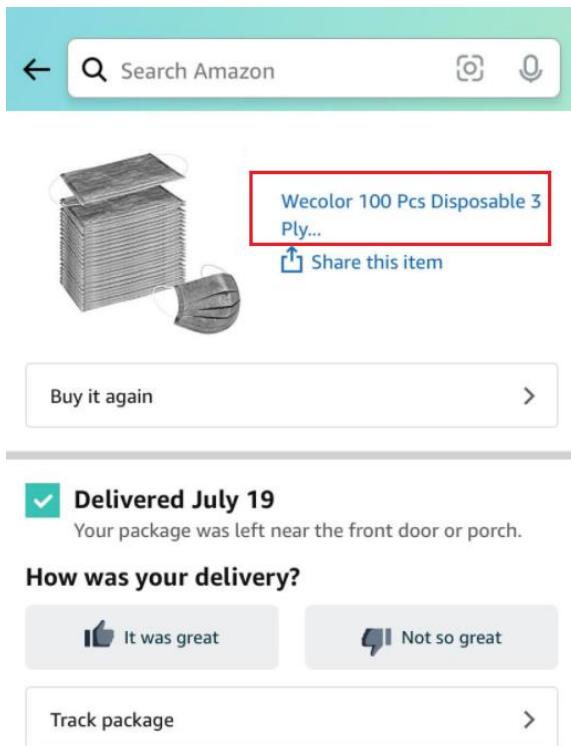 Search Amazon
Wecolor 100 Pcs Disposable 3
Ply...
Share this item
Buy it again
Delivered July 19
Your package was left near the front door or porch.
How was your delivery?
It was great
Not so great
Track package